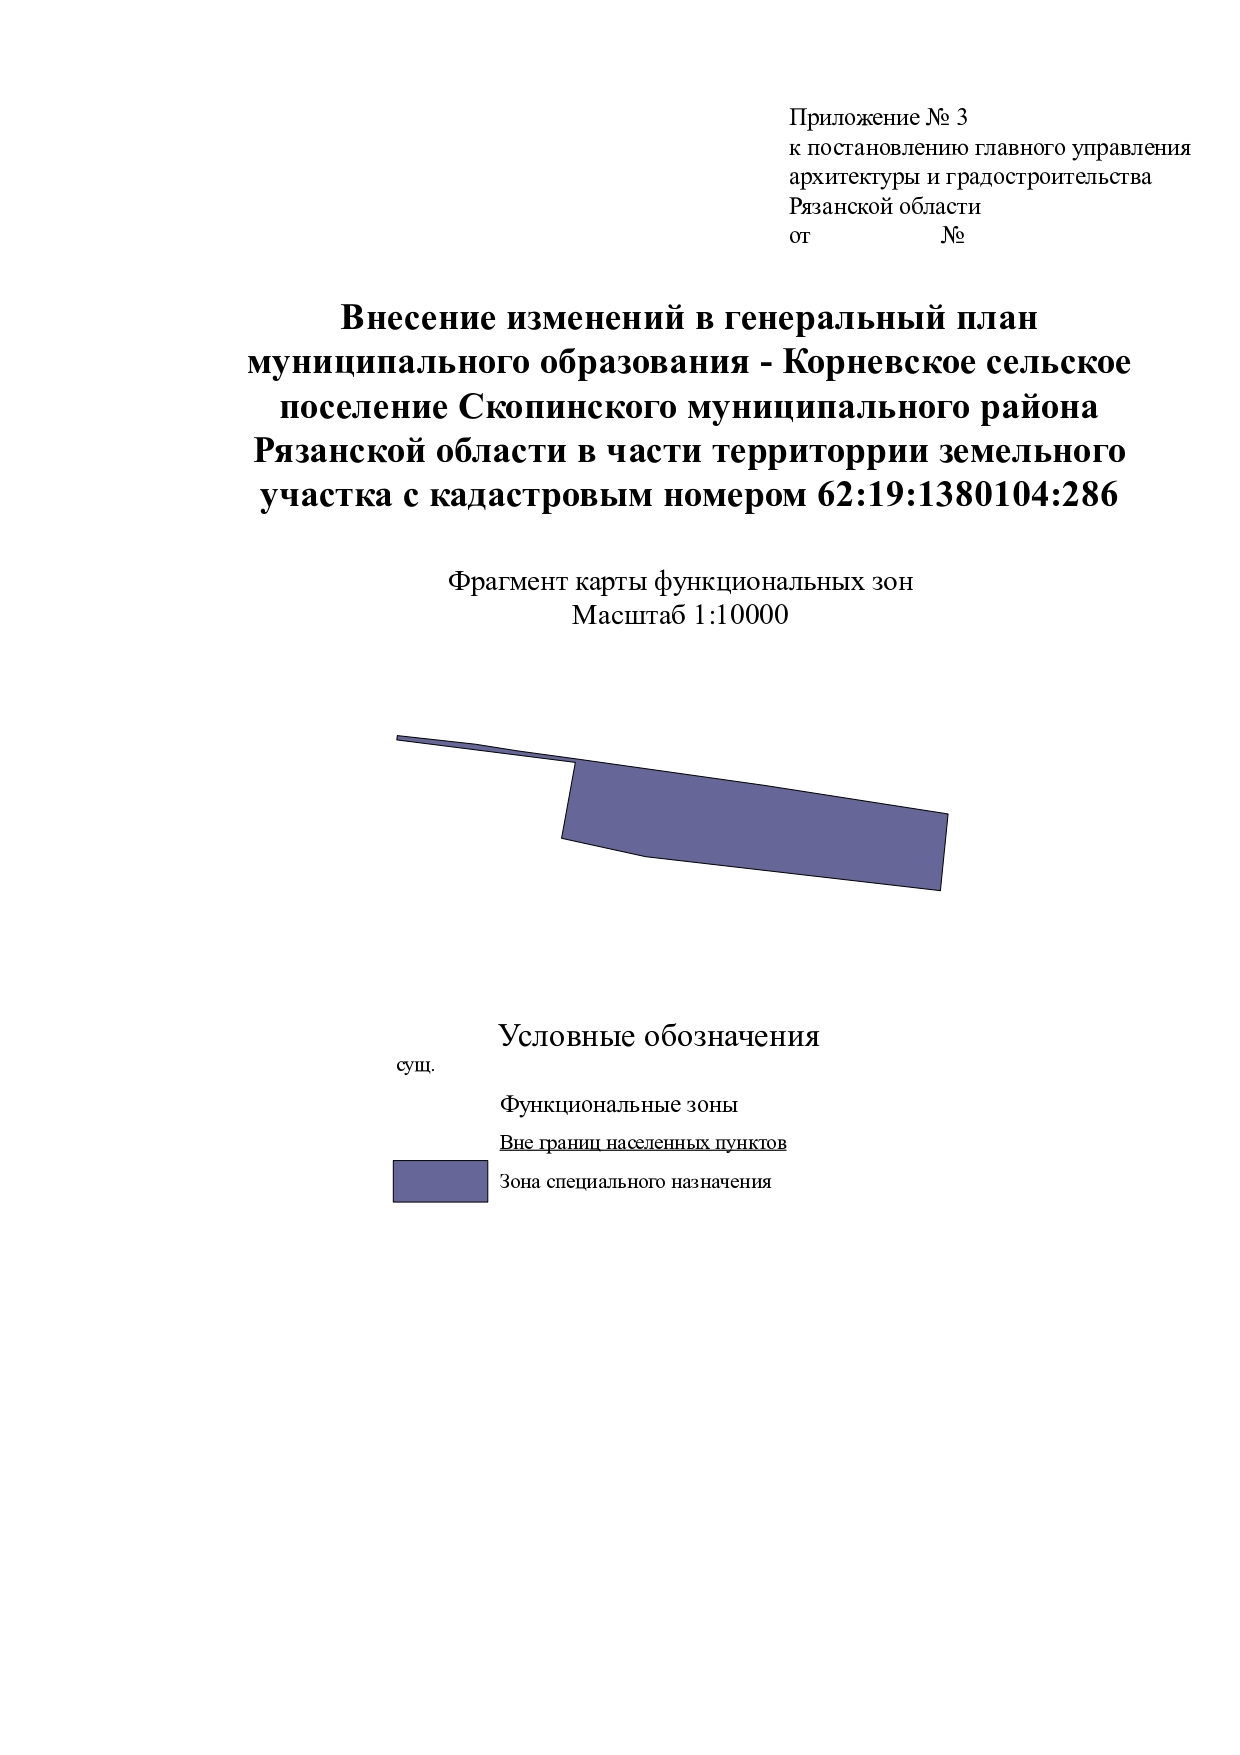 Приложение № 3
к постановлению главного управления
архитектуры и градостроительства
Рязанской области
от №
Внесение изменений в генеральный план
муниципального образования - Корневское сельское
поселение Скопинского муниципального района
Рязанской области в части территоррии земельного
участка с кадастровым номером 62:19:1380104:286
Фрагмент карты функциональных зон
Масштаб 1:10000
Условные обозначения
сущ.
Функциональные зоны
Вне границ населенных пунктов
Зона специального назначения